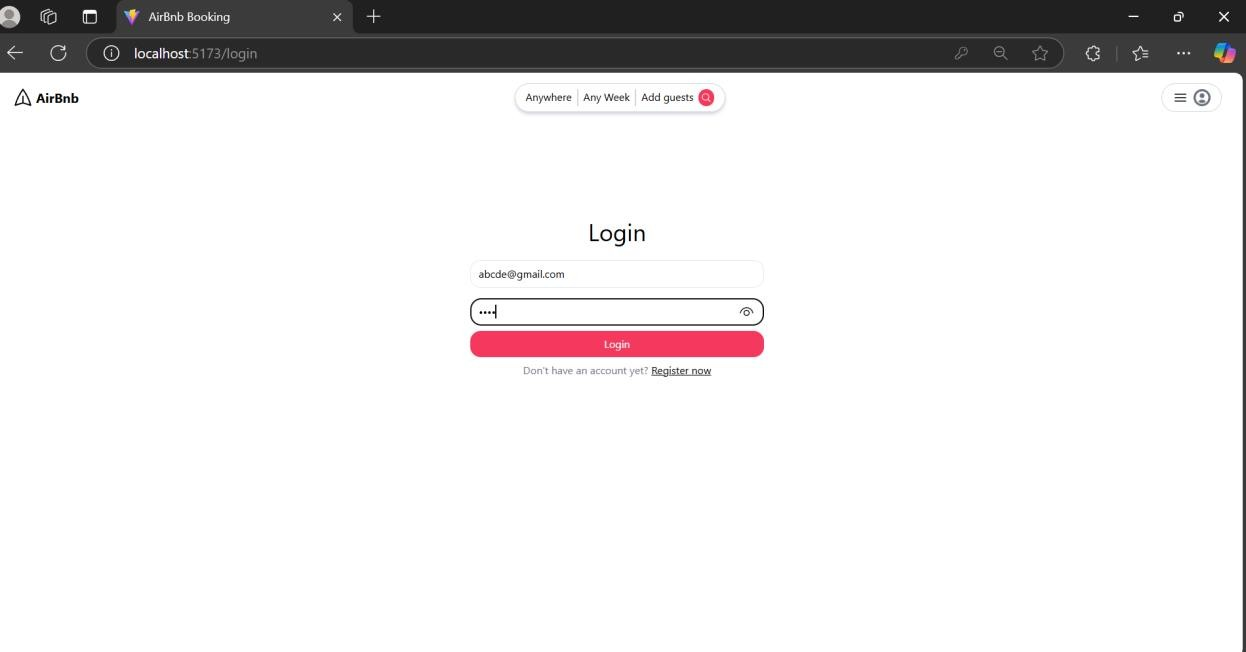 AirBnb Booking
localhost:5173/login
AirBnb
Anywhere Any Week Add guests
Login
abcde@gmail.com
••••
Login
Don't have an account yet? Register now